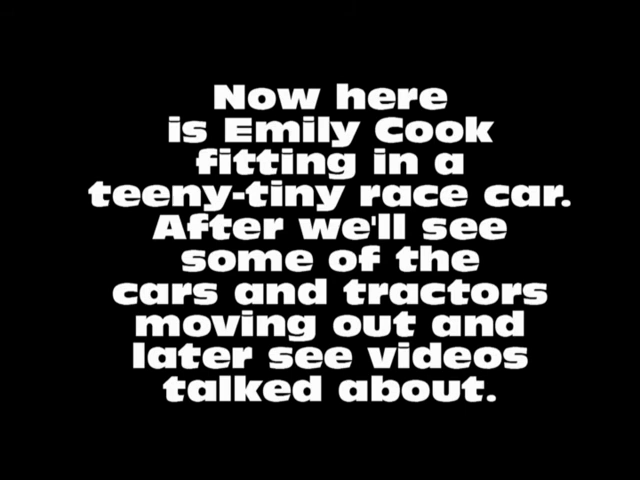 Now here
is Emily Cook
fitting in a
teeny-tiny race car.
After we'll see
some of the
cars and tractors
moving out and
later see videos
talked about.